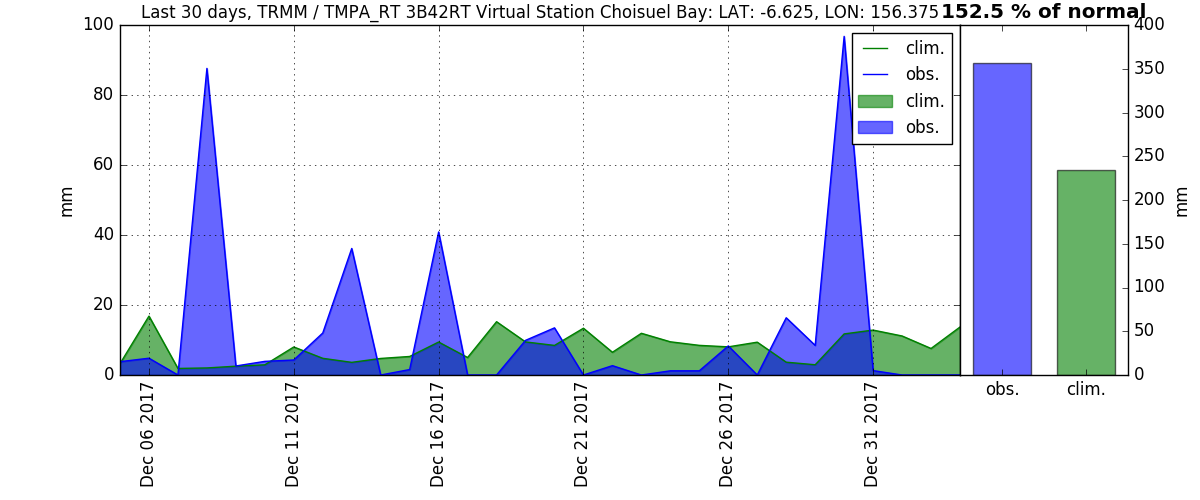 Last 30 days, TRMM / TMPA_RT 3B42RT Virtual Station Choisuel Bay: LAT: -6.625, LON: 156.375 152.5 % of normal
100
80
60
40
20
0
mm
clim.
obs.
clim.
obs.
Dec 06 2017
Dec 11 2017
Dec 16 2017
Dec 21 2017
Dec 26 2017
Dec 31 2017
400
350
300
250
200
150
100
50
0
mm
obs. clim.